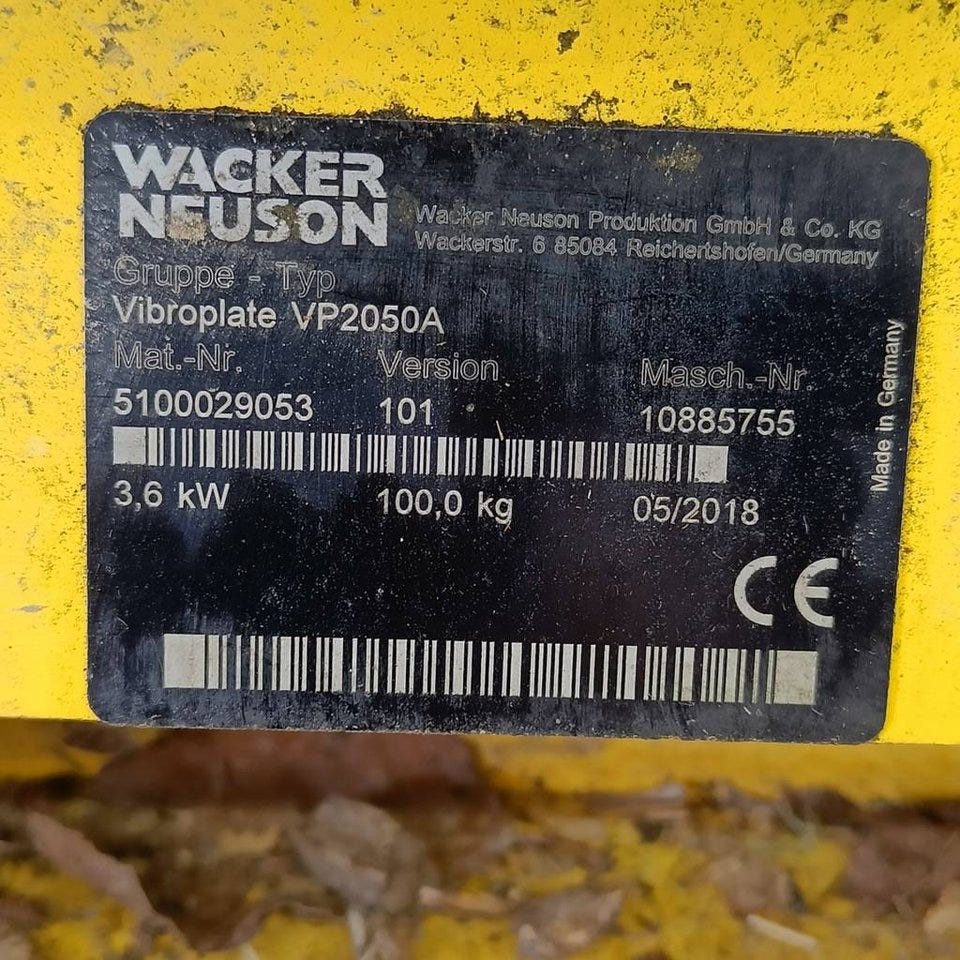 WACKER
NEUSON
Wacker Neuson Produktion GmbH & Co. KG
Wackerstr. 6 85084 Reichertshofen/Germany
Gruppe - Typ
Vibroplate VP2050A
Mat.-Nr. Version Masch.-Nr.
5100029053 101 10885755
3,6 kW 100,0 kg 05/2018
Made in Germany
CE